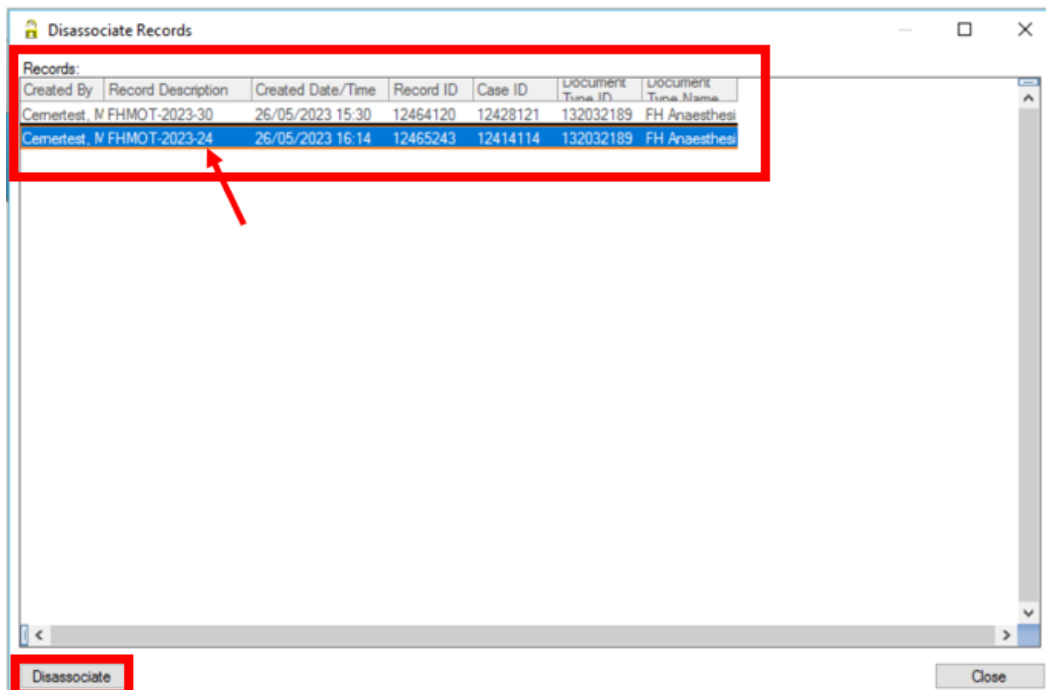 Disassociate Records
Records:
Created By Record Description Created Date/Time Record ID Case ID Document Type ID Document Type Name
Cernertest, M FHMOT-2023-30 26/05/2023 15:30 12464120 12428121 132032189 FH Anaesthesi
Cernertest, M FHMOT-2023-24 26/05/2023 16:14 12465243 12414114 132032189 FH Anaesthesi
Disassociate Close